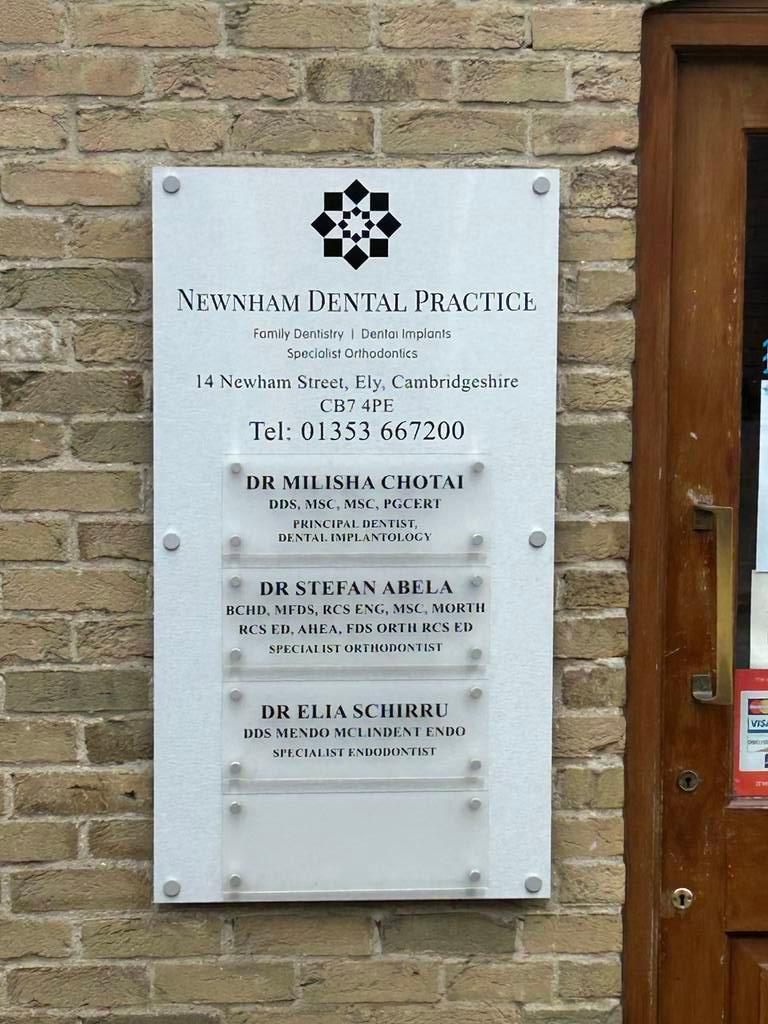 NEWNHAM DENTAL PRACTICE
Family Dentistry | Dental Implants
Specialist Orthodontics
14 Newham Street, Ely, Cambridgeshire
CB7 4PE
Tel: 01353 667200
DR MILISHA CHOTAI
DDS, MSC, MSC, PGCERT
PRINCIPAL DENTIST,
DENTAL IMPLANTOLOGY
DR STEFAN ABELA
BCHD, MFDS, RCS ENG, MSC, MORTH
RCS ED, AHEA, FDS ORTH RCS ED
SPECIALIST ORTHODONTIST
DR ELIA SCHIRRU
DDS MENDO MCLINDENT ENDO
SPECIALIST ENDODONTIST
VISA